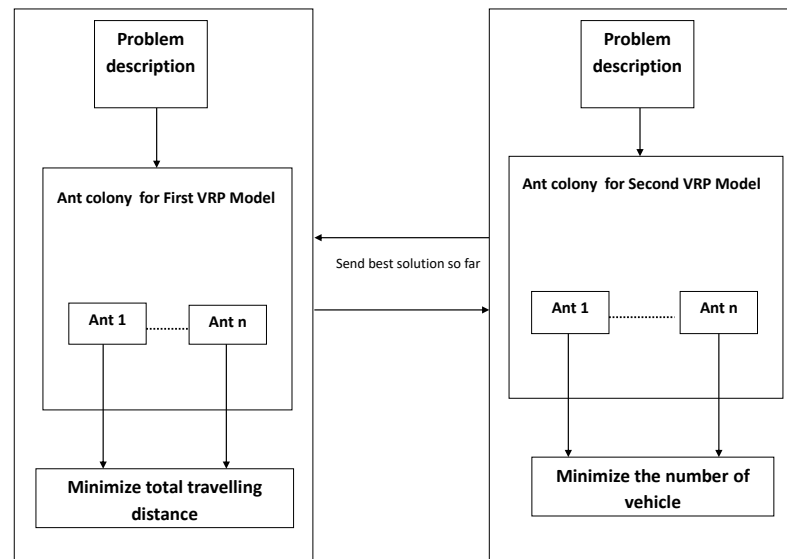 Problem
description
Ant colony for First VRP Model
Ant 1
Ant n
Minimize total travelling
distance
Send best solution so far
Problem
description
Ant colony for Second VRP Model
Ant 1
Ant n
Minimize the number of
vehicle